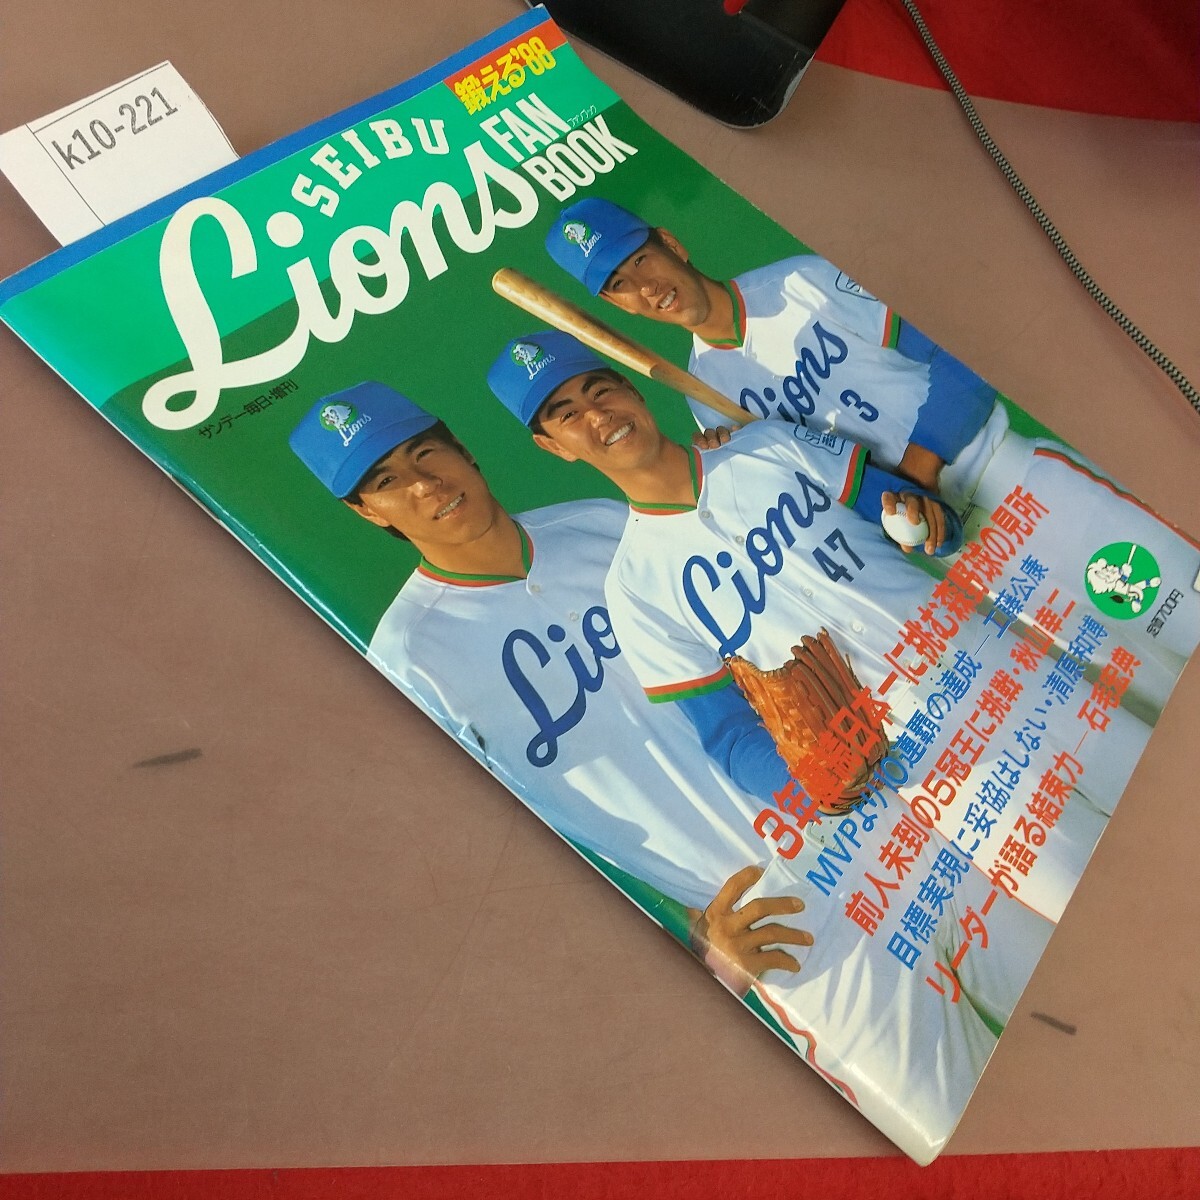 k10-221
鍛える'88
SEIBU
Lions
FAN
BOOK
ファンブック
サンデー毎日・増刊
Lions
Lions
Lions
Lions
3
Lions
47
Lio
3年連続日本一に挑む森野球の見所
MVPより10連覇の達成—工藤公康
前人未到の5冠王に挑戦・秋山幸二
目標実現に妥協はしない・清原和博
リーダーが語る結束力—石毛宏典
定価700円